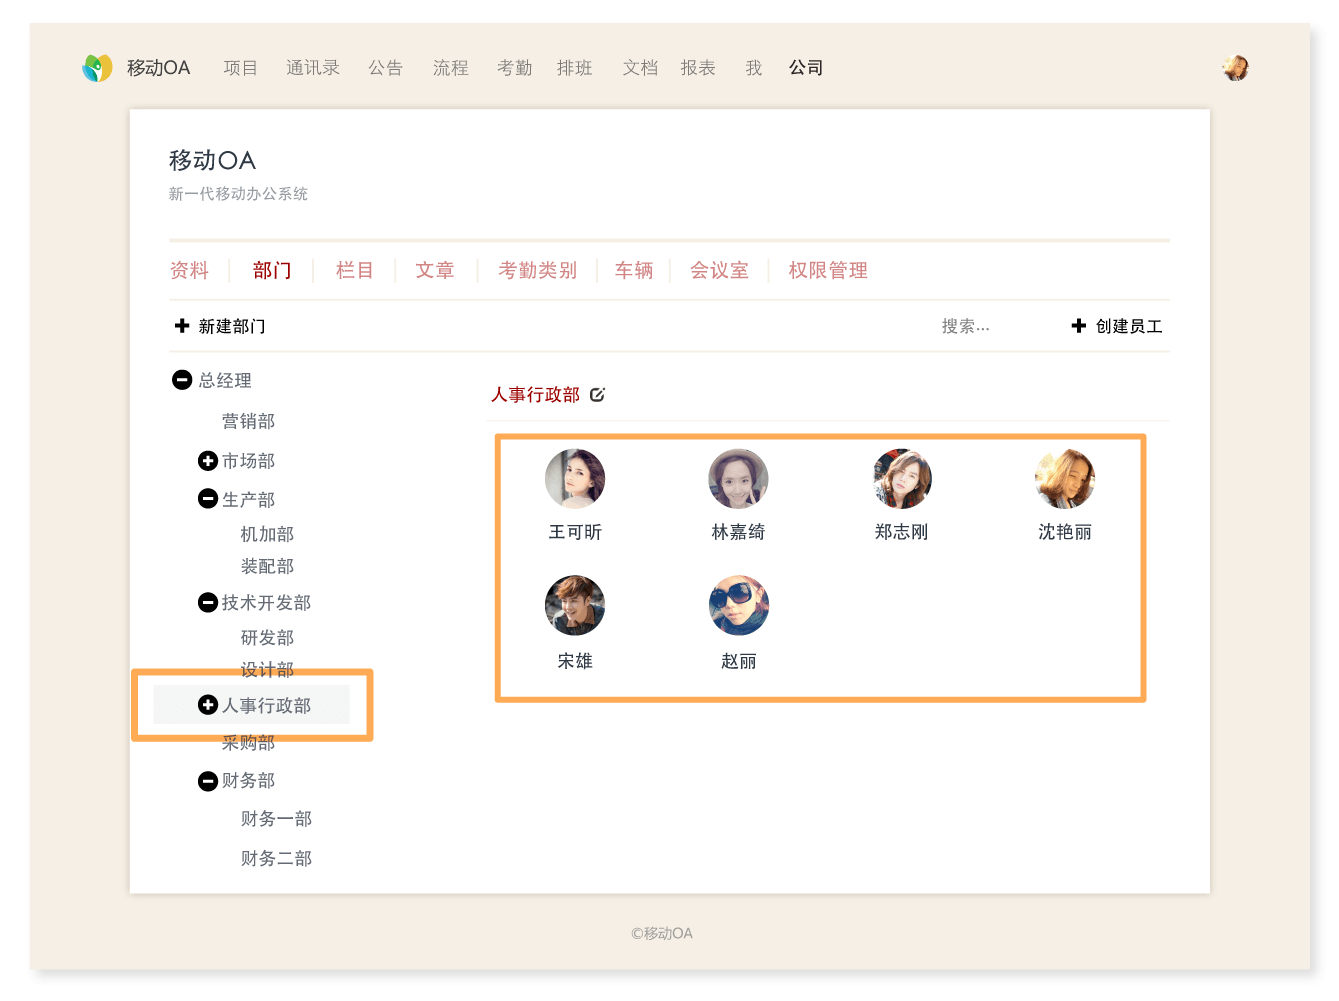 移动OA 项目 通讯录 公告 流程 考勤 排班 文档 报表 我 公司
移动OA
新一代移动办公系统
资料 部门 栏目 文章 考勤类别 车辆 会议室 权限管理
新建部门 搜索... 创建员工
总经理
人事行政部
营销部
市场部
生产部
机加部
装配部
技术开发部
研发部
设计部
人事行政部
采购部
财务部
财务一部
财务二部
王可昕 林嘉绮 郑志刚 沈艳丽
宋雄 赵丽
©移动OA